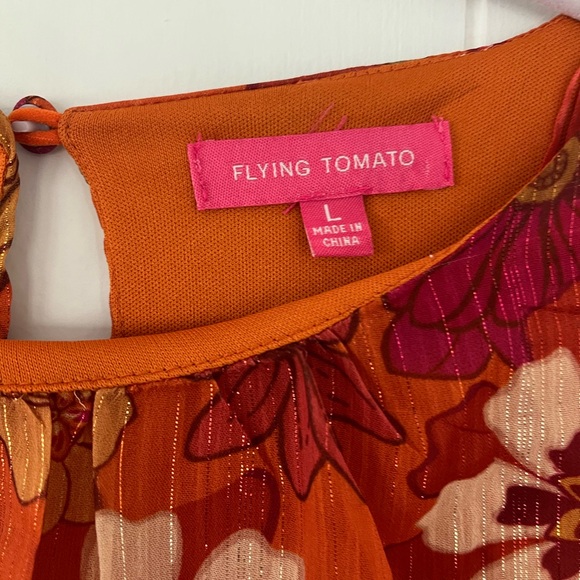 FLYING TOMATO
L
MADE IN
CHINA